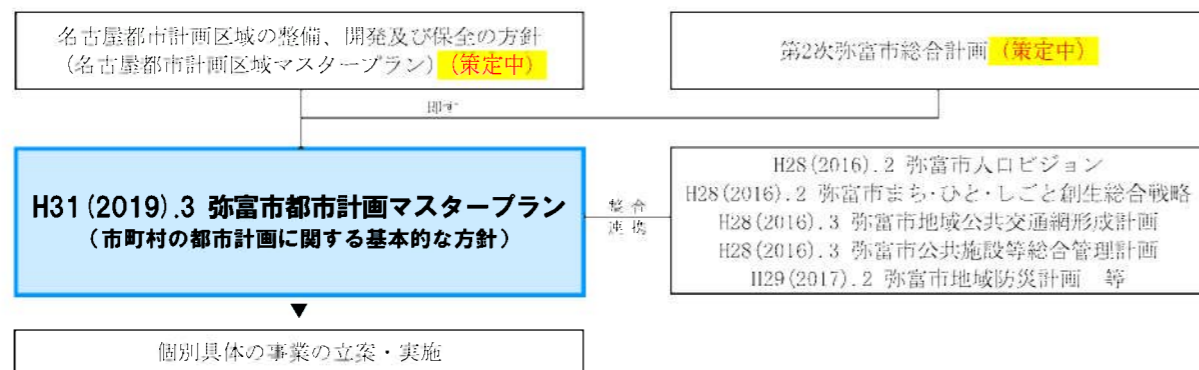 名古屋都市計画区域の整備、開発及び保全の方針
(名古屋都市計画区域マスタープラン)(策定中)
第2次弥富市総合計画(策定中)
即す
H31(2019).3 弥富市都市計画マスタープラン
(市町村の都市計画に関する基本的な方針)
整合
連携
H28(2016).2 弥富市人口ビジョン
H28(2016).2 弥富市まち・ひと・しごと創生総合戦略
H28(2016).3 弥富市地域公共交通網形成計画
H28(2016).3 弥富市公共施設等総合管理計画
H29(2017).2 弥富市地域防災計画 等
▼
個別具体の事業の立案・実施